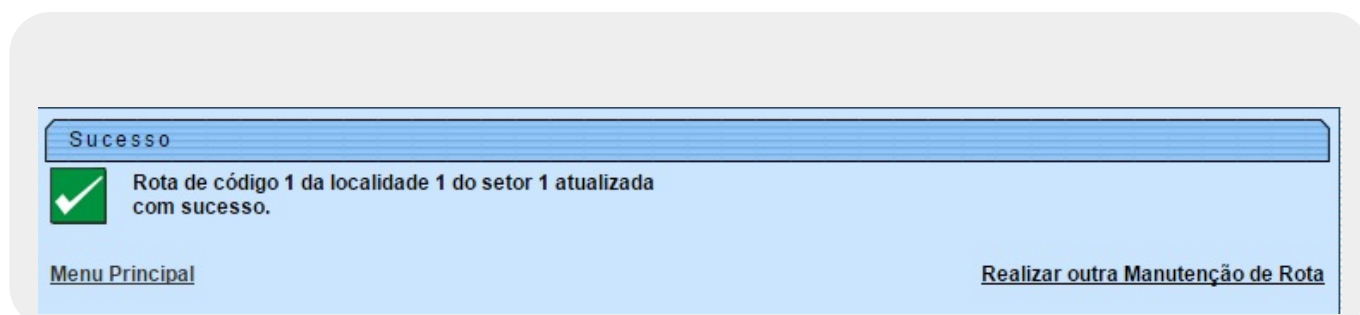 Sucesso
Rota de código 1 da localidade 1 do setor 1 atualizada
com sucesso.
Menu Principal
Realizar outra Manutenção de Rota